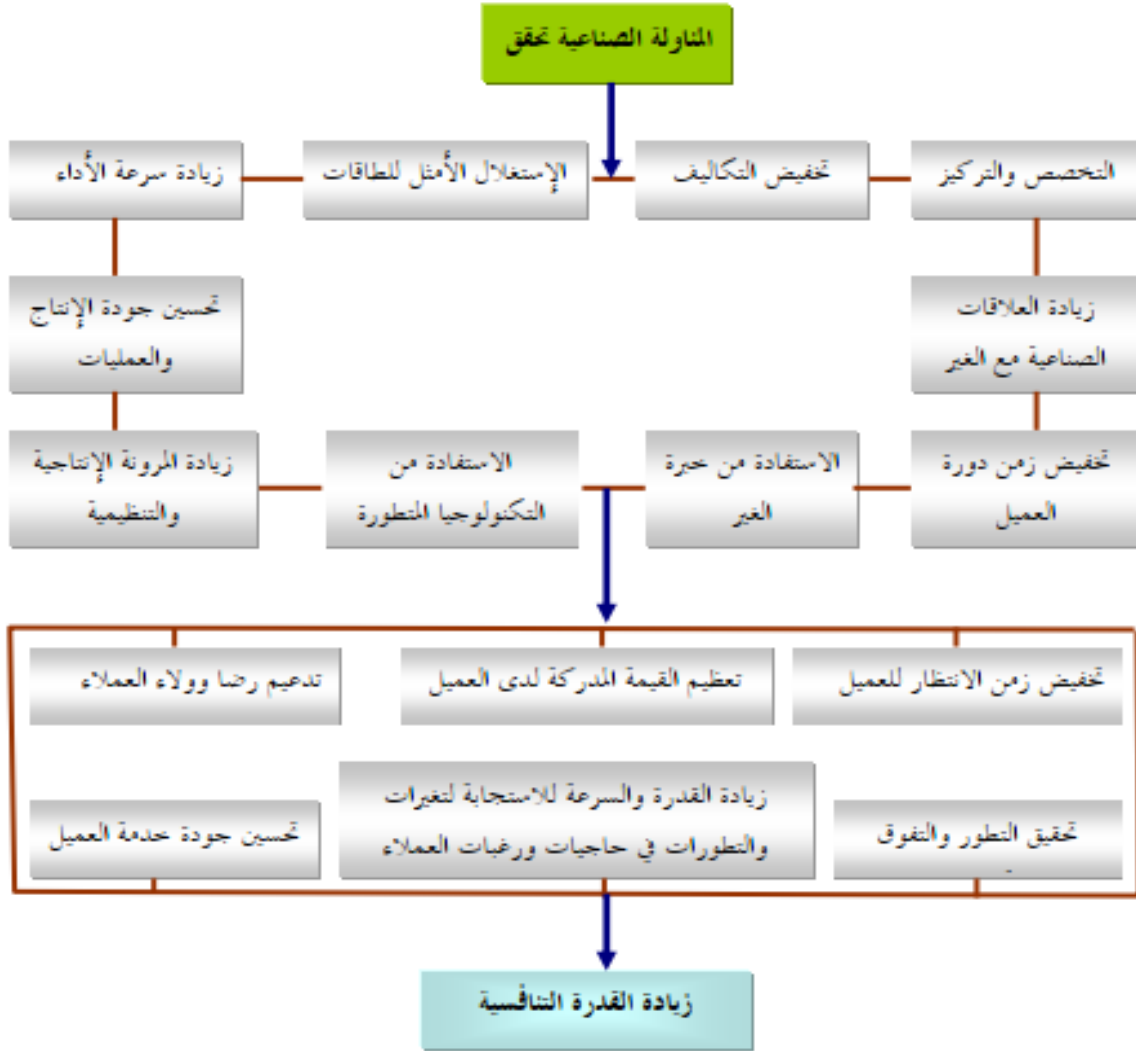 المناولة الصناعية تحقق
التخصص والتركيز
تخفيض التكاليف
الإستغلال الأمثل للطاقات
زيادة سرعة الأداء
زيادة العلاقات
الصناعية مع الغير
تحسين جودة الإنتاج
والعمليات
تخفيض زمن دورة
العميل
الاستفادة من خبرة
الغير
الاستفادة من
التكنولوجيا المتطورة
زيادة المرونة الإنتاجية
والتنظيمية
تخفيض زمن الانتظار للعميل
تعظيم القيمة المدركة لدى العميل
تدعيم رضا وولاء العملاء
تحقيق التطور والتفوق
زيادة القدرة والسرعة للاستجابة لتغيرات
والتطورات في حاجيات ورغبات العملاء
تحسين جودة خدمة العميل
زيادة القدرة التنافسية